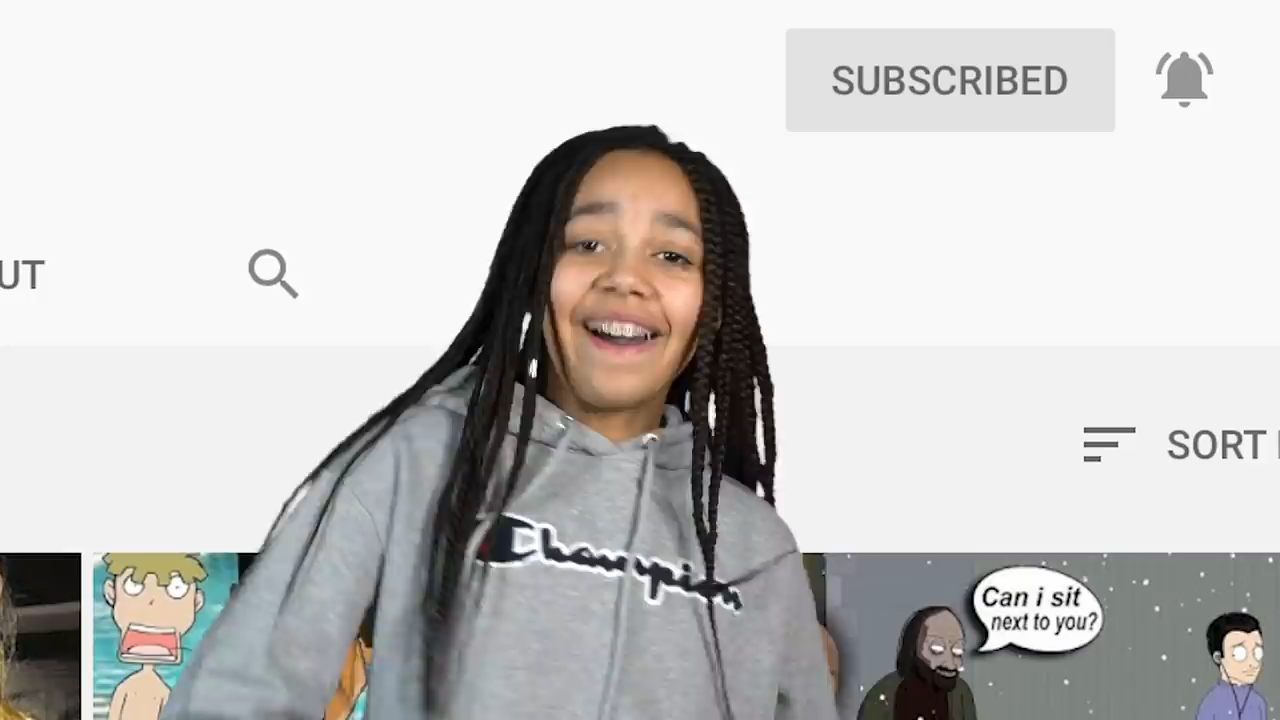 SUBSCRIBED
UT
SORT
Champion
Can i sit
next to you?